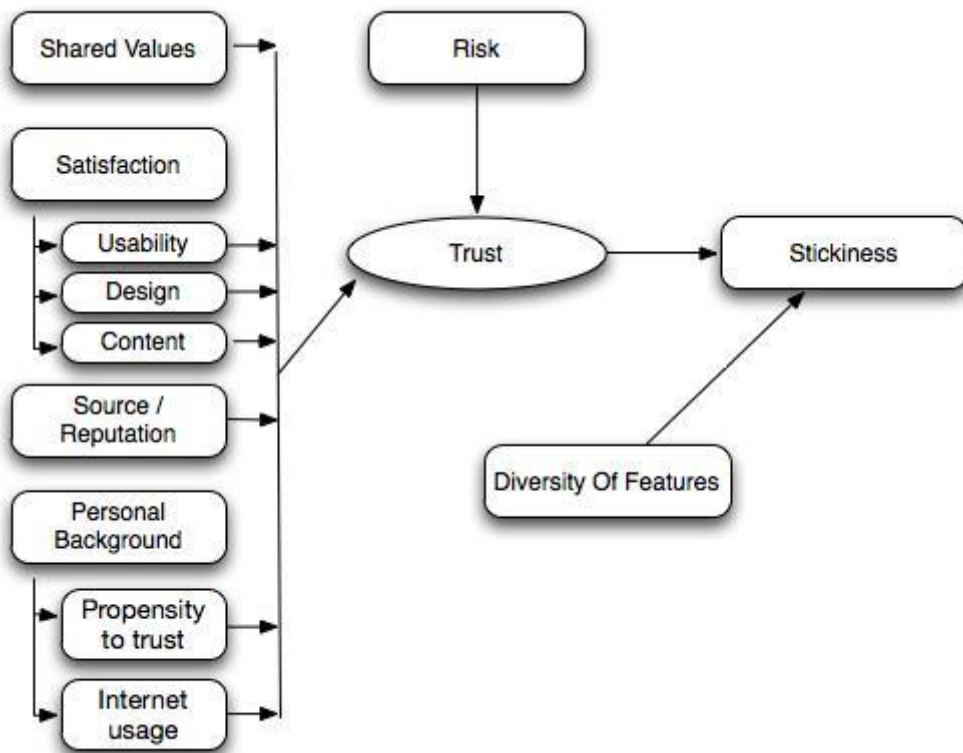 Shared Values
Risk
Satisfaction
Usability
Design
Content
Trust
Stickiness
Source /
Reputation
Diversity Of Features
Personal
Background
Propensity
to trust
Internet
usage